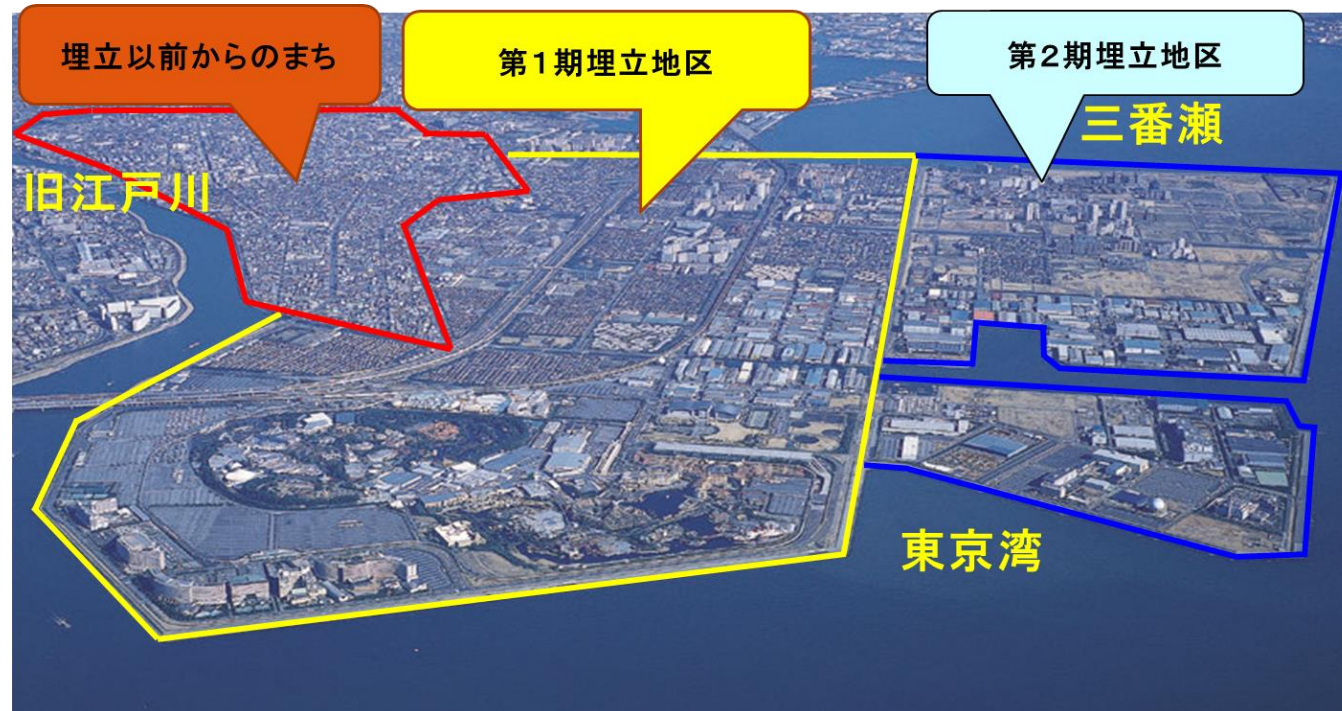 埋立以前からのまち
第1期埋立地区
第2期埋立地区
三番瀬
旧江戸川
東京湾